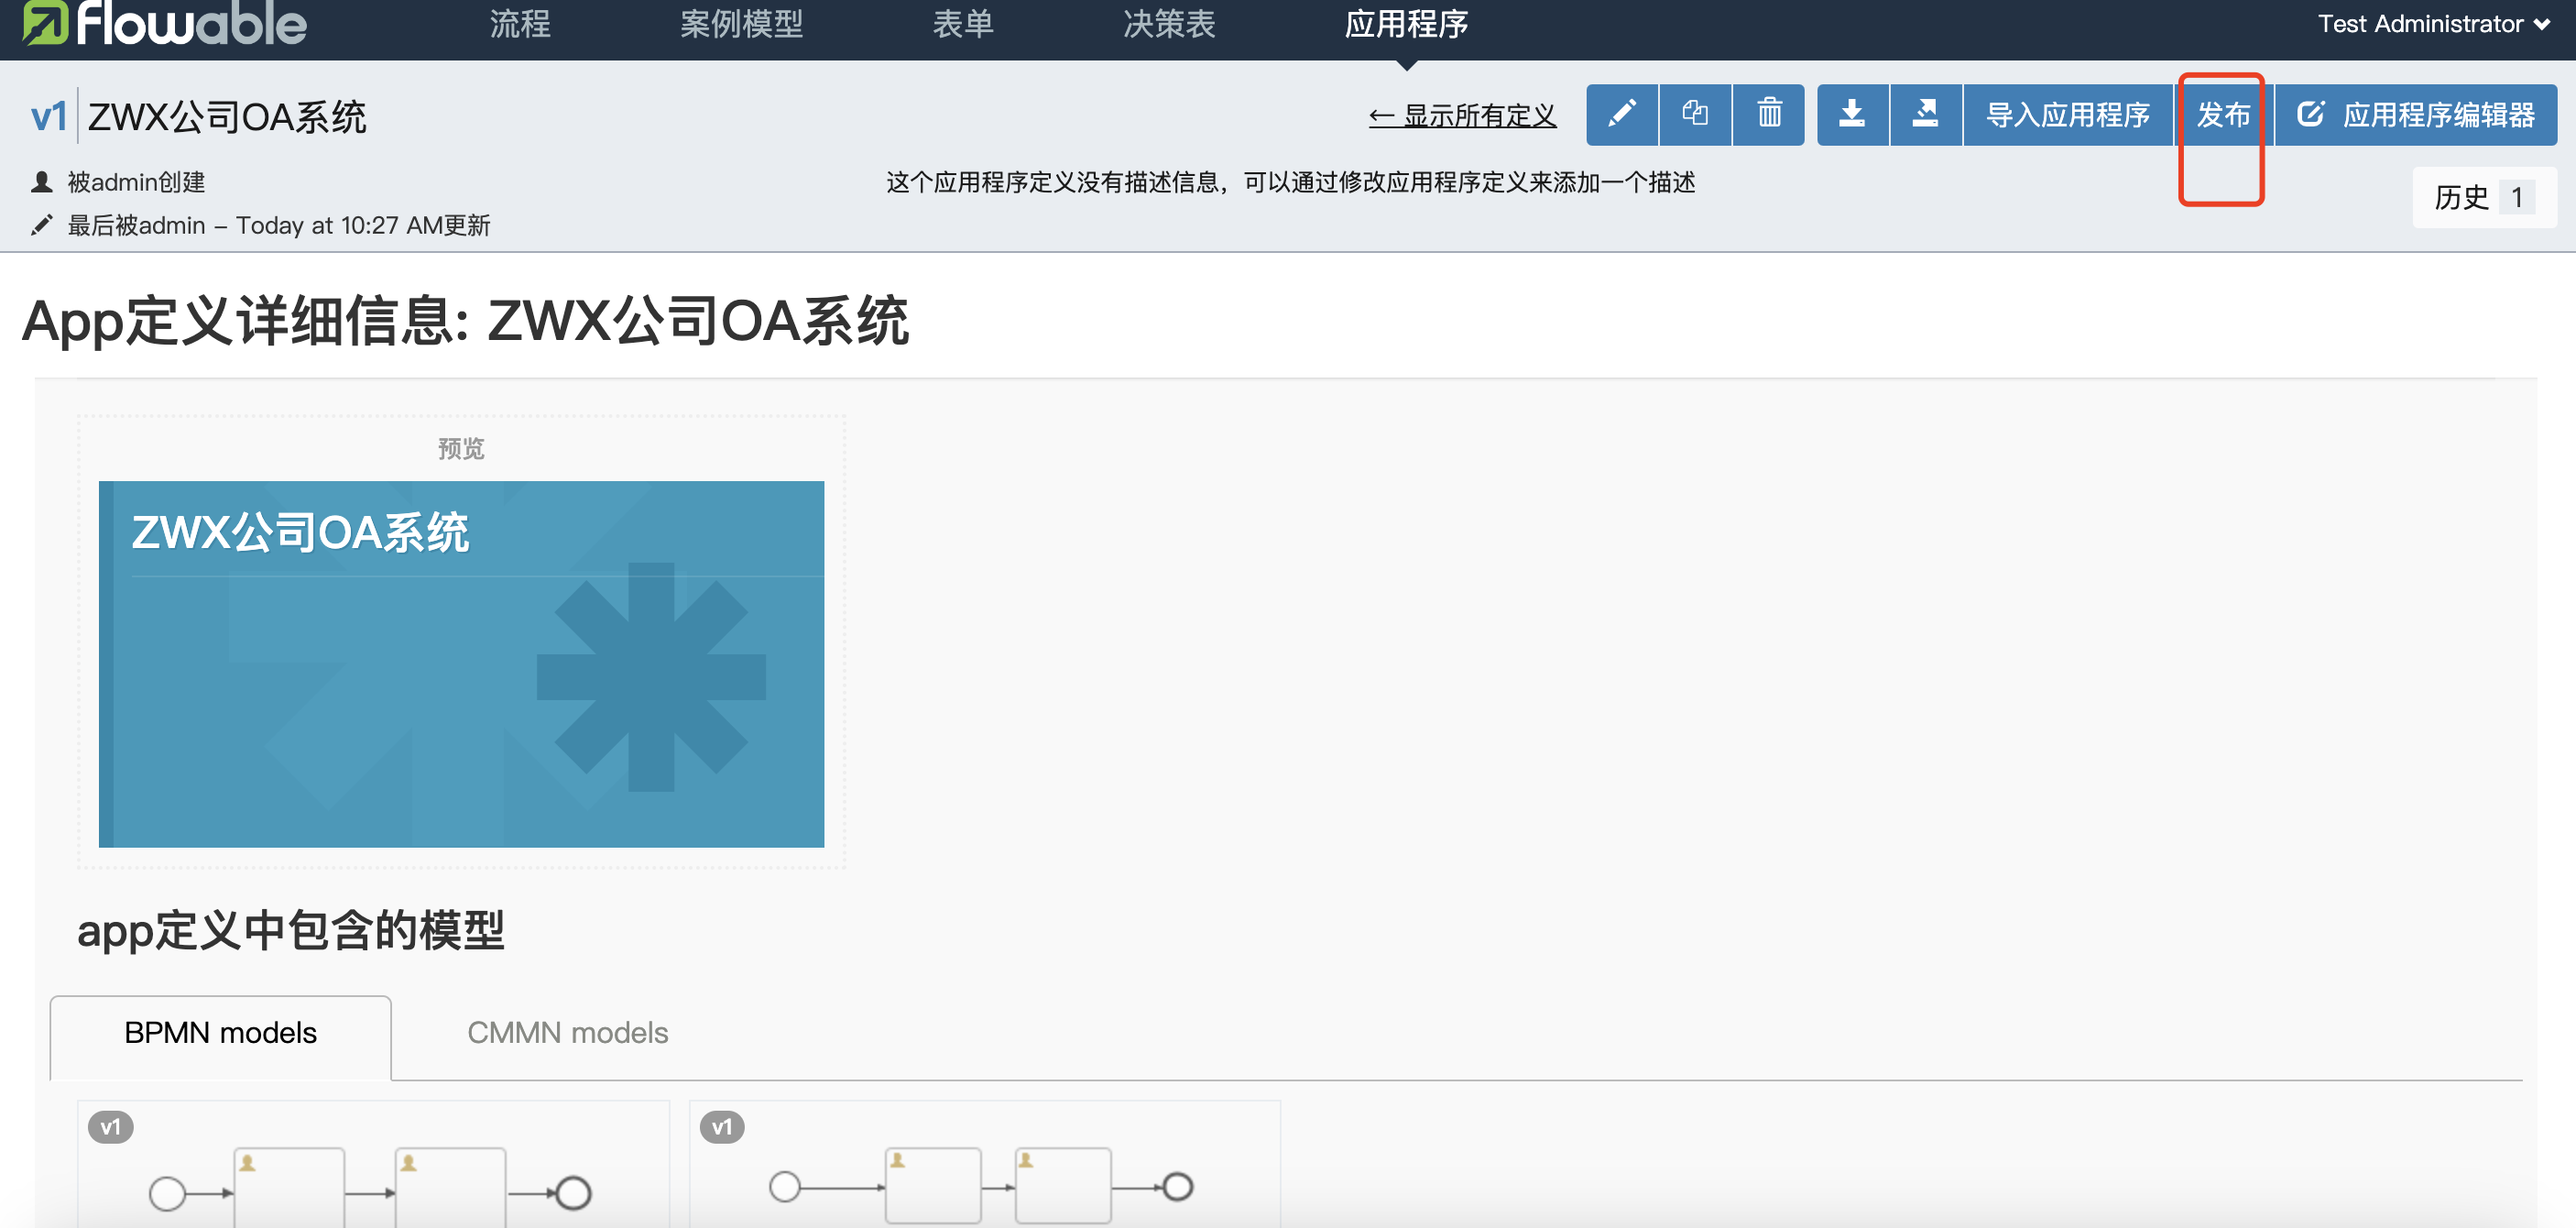 flowable 流程 案例模型 表单 决策表 应用程序 Test Administrator
v1 ZWX公司OA系统 ← 显示所有定义 导入应用程序 发布 应用程序编辑器
被admin创建 这个应用程序定义没有描述信息，可以通过修改应用程序定义来添加一个描述 历史 1
最后被admin – Today at 10:27 AM更新
App定义详细信息: ZWX公司OA系统
预览
ZWX公司OA系统
app定义中包含的模型
BPMN models CMMN models
v1 v1